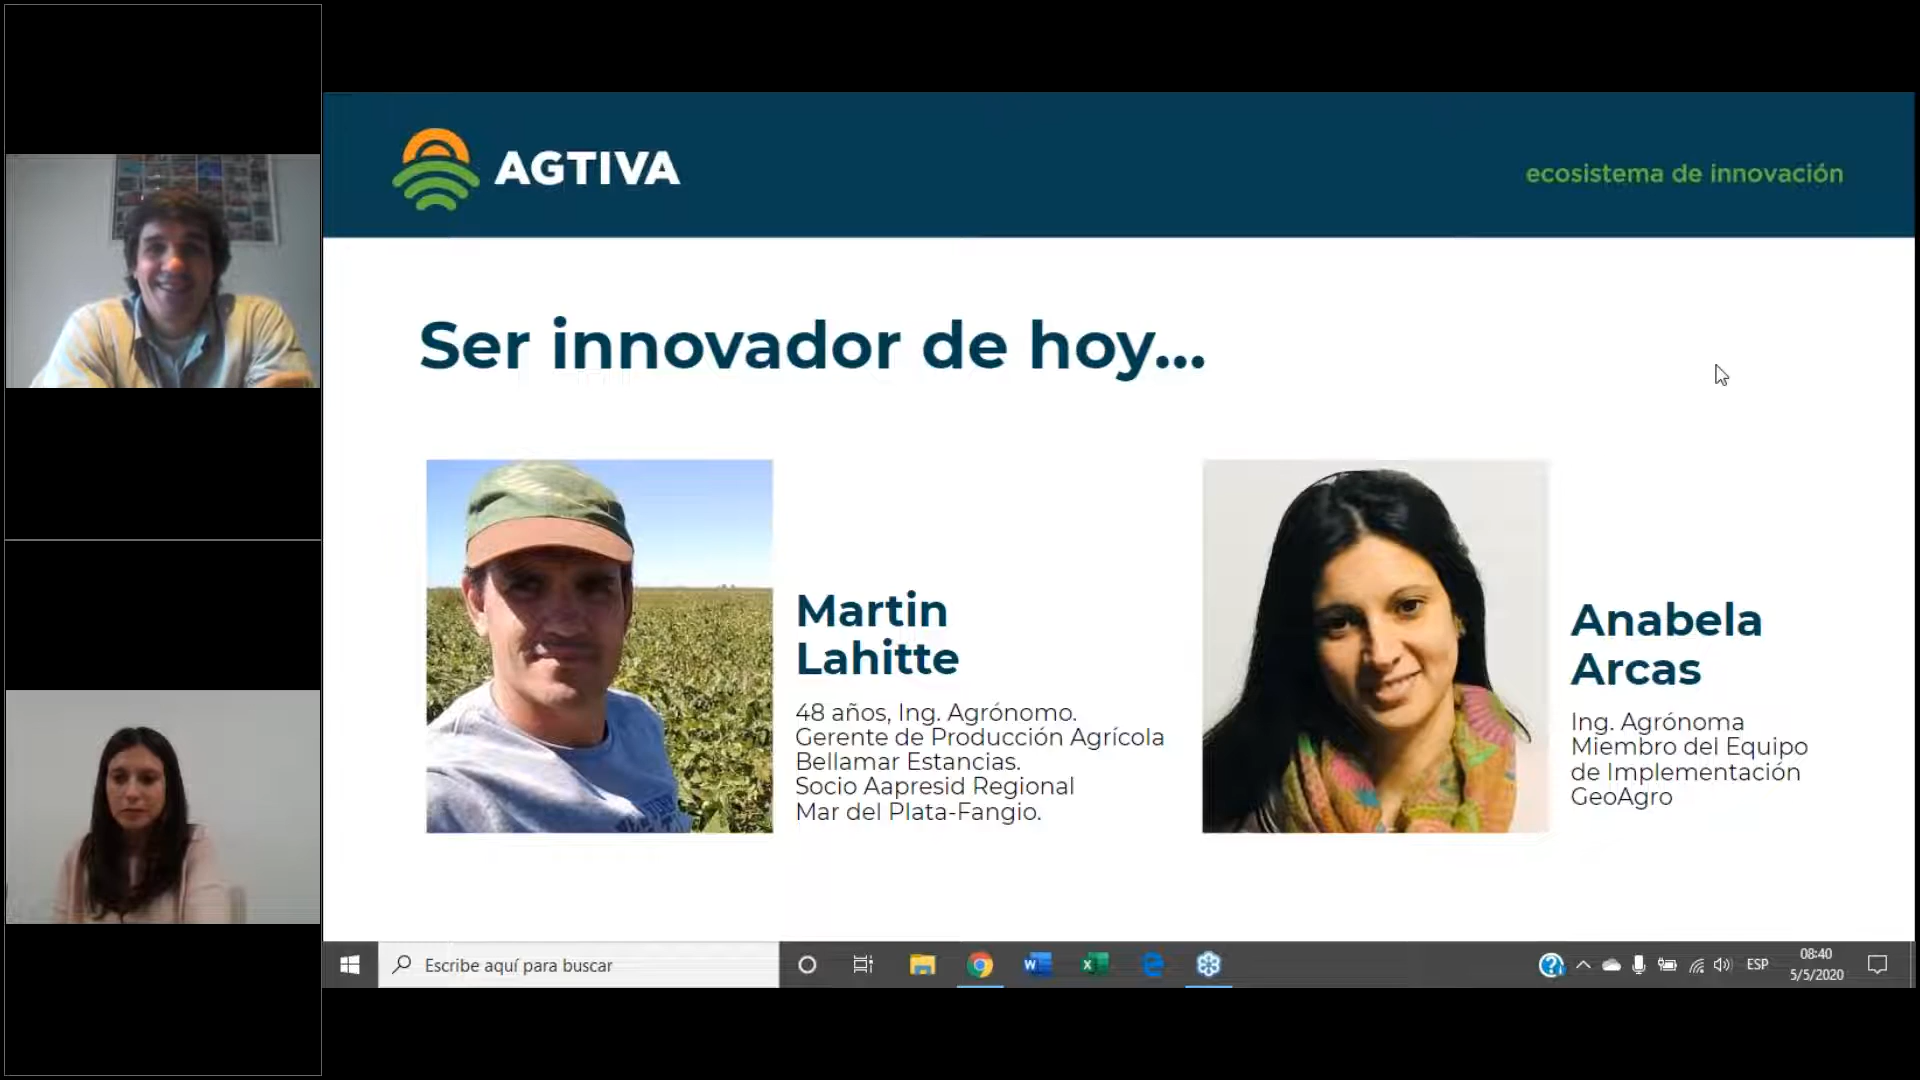 AGTIVA
ecosistema de innovación
Ser innovador de hoy...
Martin
Lahitte
48 años, Ing. Agrónomo.
Gerente de Producción Agrícola
Bellamar Estancias.
Socio Aapresid Regional
Mar del Plata-Fangio.
Anabela
Arcas
Ing. Agrónoma
Miembro del Equipo
de Implementación
GeoAgro
Escribe aquí para buscar
ESP
08:40
5/5/2020